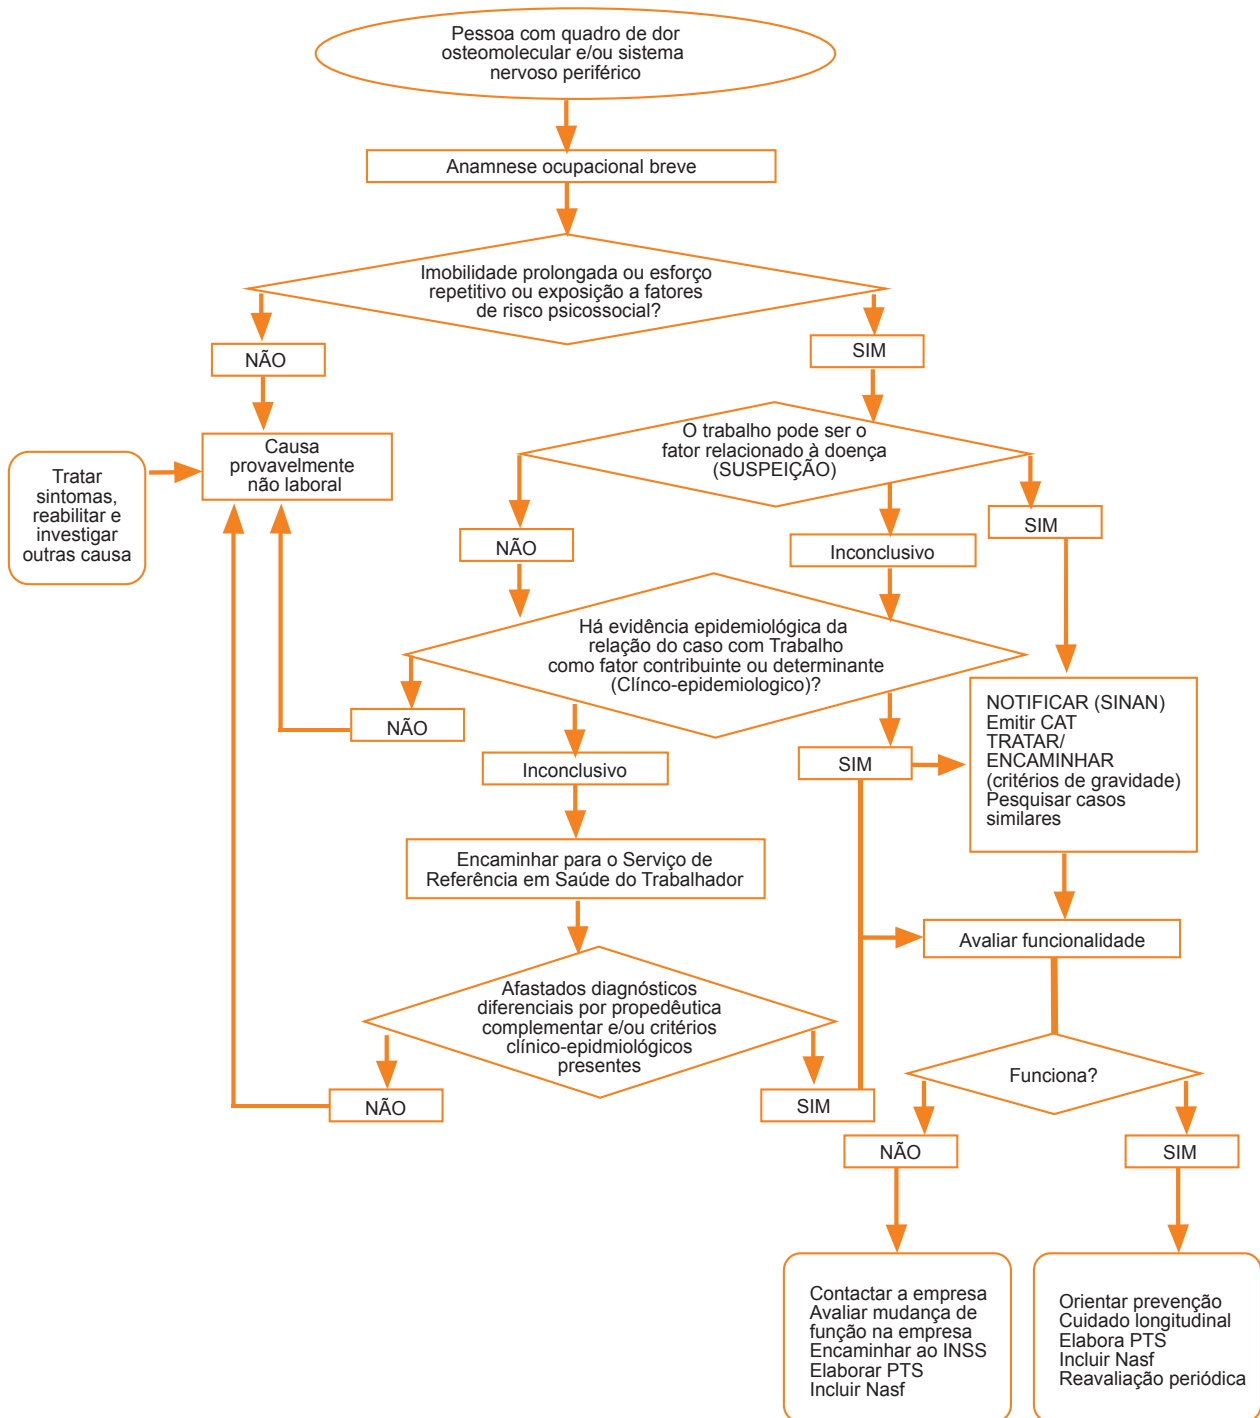 Pessoa com quadro de dor
osteomolecular e/ou sistema
nervoso periférico
Anamnese ocupacional breve
Imobilidade prolongada ou esforço
repetitivo ou exposição a fatores
de risco psicossocial?
NÃO
SIM
Causa
provavelmente
não laboral
Tratar
sintomas,
reabilitar e
investigar
outras causa
O trabalho pode ser o
fator relacionado à doença
(SUSPEIÇÃO)
NÃO
Inconclusivo
SIM
Há evidência epidemiológica da
relação do caso com Trabalho
como fator contribuinte ou determinante
(Clínco-epidemiologico)?
NÃO
Inconclusivo
SIM
NOTIFICAR (SINAN)
Emitir CAT
TRATAR/
ENCAMINHAR
(critérios de gravidade)
Pesquisar casos
similares
Encaminhar para o Serviço de
Referência em Saúde do Trabalhador
Avaliar funcionalidade
Afastados diagnósticos
diferenciais por propedêutica
complementar e/ou critérios
clínico-epidmiológicos
presentes
NÃO
SIM
Funciona?
NÃO
SIM
Contactar a empresa
Avaliar mudança de
função na empresa
Encaminhar ao INSS
Elaborar PTS
Incluir Nasf
Orientar prevenção
Cuidado longitudinal
Elabora PTS
Incluir Nasf
Reavaliação periódica